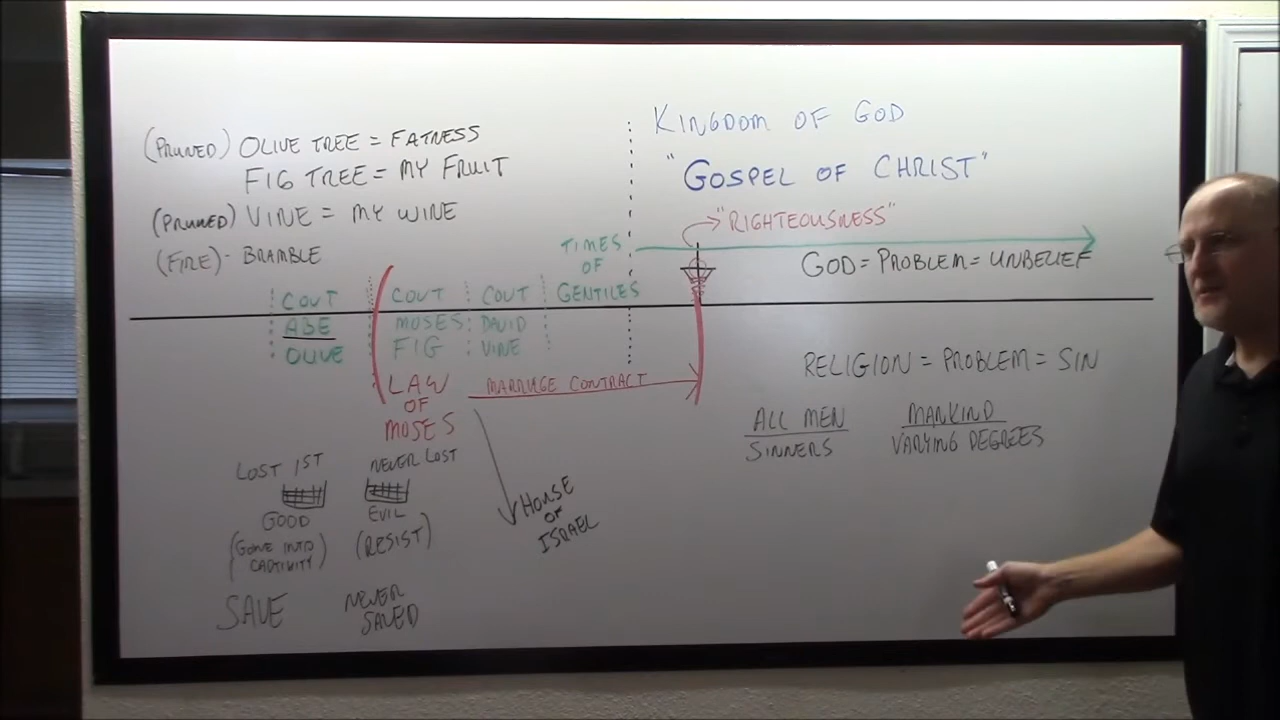 (PRUNED) OLIVE TREE = FATNESS
FIG TREE = MY FRUIT
(PRUNED) VINE = MY WINE
(FIRE) - BRAMBLE
COVT
ABE
OLIVE
COVT
MOSES
FIG
COVT
DAVID
VINE
TIMES
OF
GENTILES
LAW
OF
MOSES
MARRIAGE CONTRACT
LOST 1ST
GOOD
(GONE INTO
CAPTIVITY)
SAVE
NEVER LOST
EVIL
(RESIST)
NEVER
SAVED
HOUSE
OF
ISRAEL
KINGDOM OF GOD
"GOSPEL OF CHRIST"
"RIGHTEOUSNESS"
GOD = PROBLEM = UNBELIEF
RELIGION = PROBLEM = SIN
ALL MEN
SINNERS
MANKIND
VARYING DEGREES